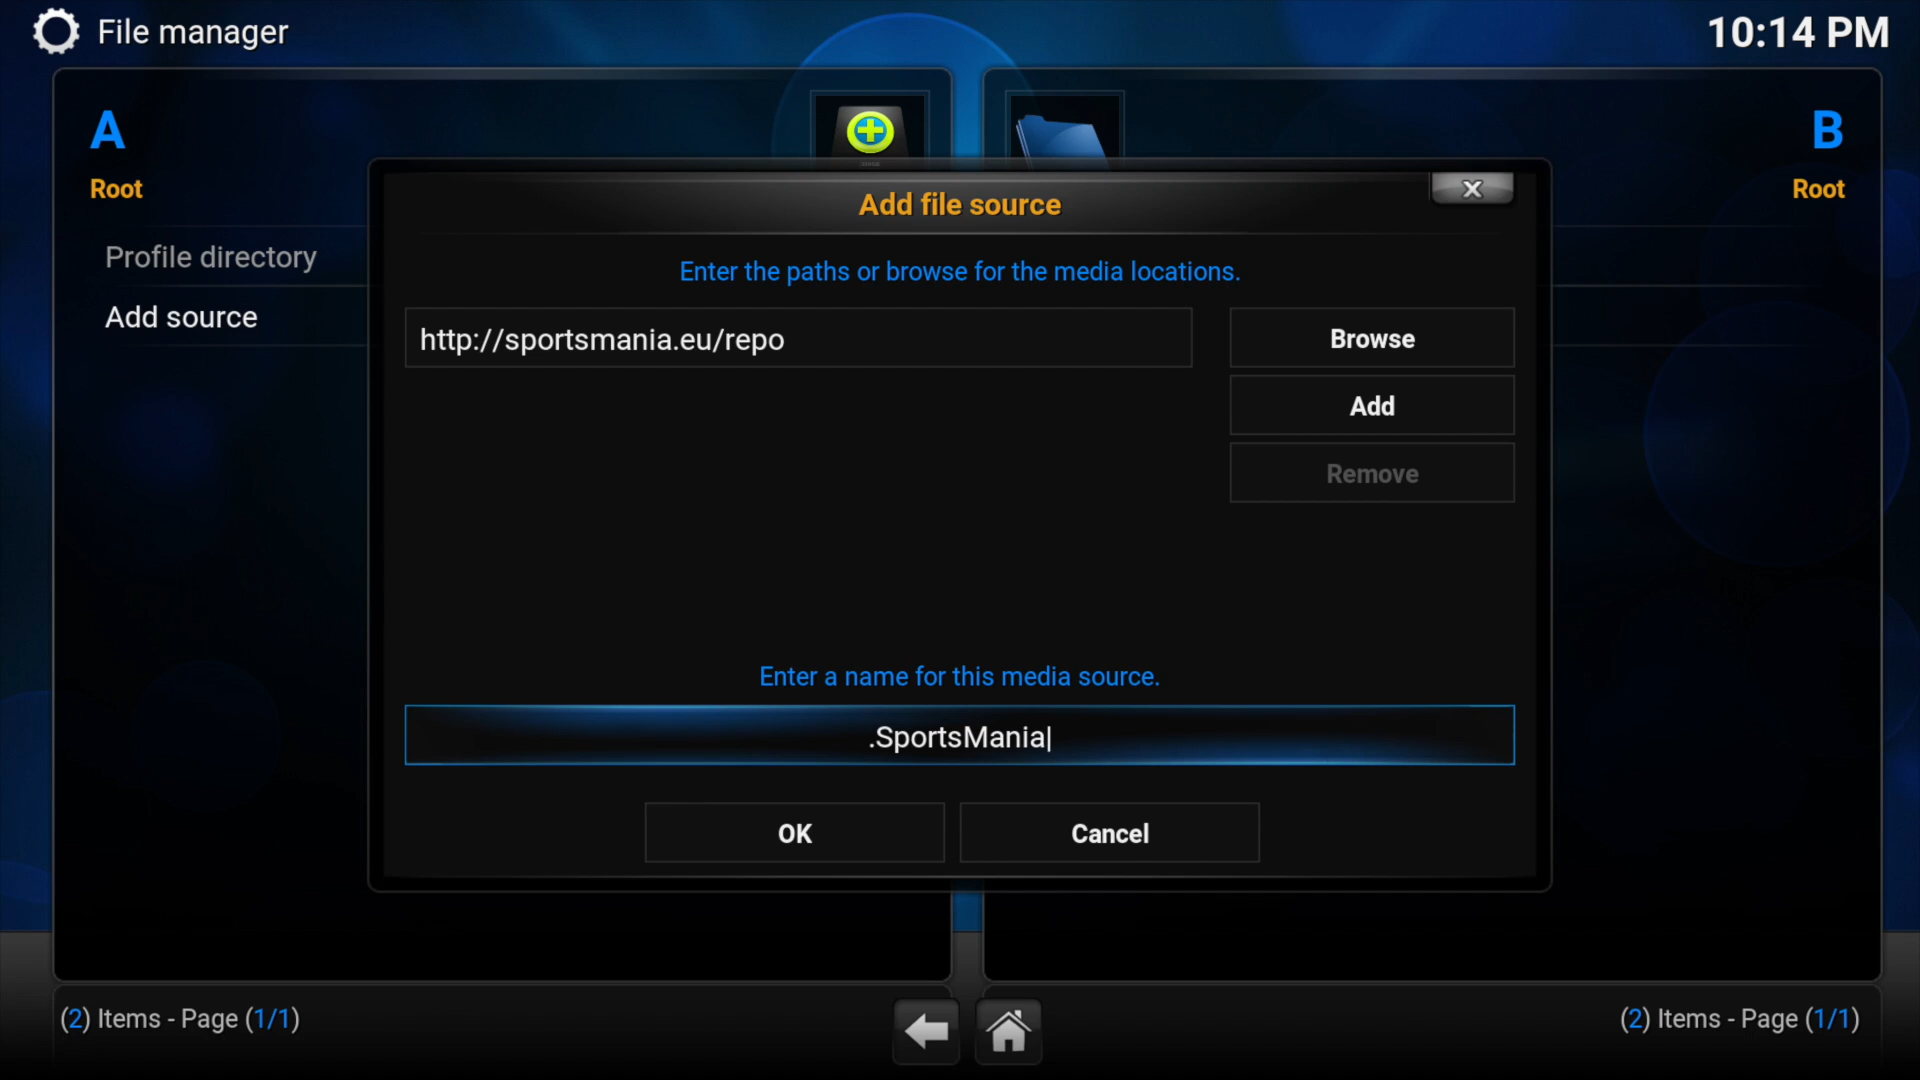 File manager
10:14 PM
A
B
Root
Root
Profile directory
Add source
Add file source
x
Enter the paths or browse for the media locations.
http://sportsmania.eu/repo
Browse
Add
Remove
Enter a name for this media source.
.SportsMania|
OK
Cancel
(2) Items - Page (1/1)
(2) Items - Page (1/1)